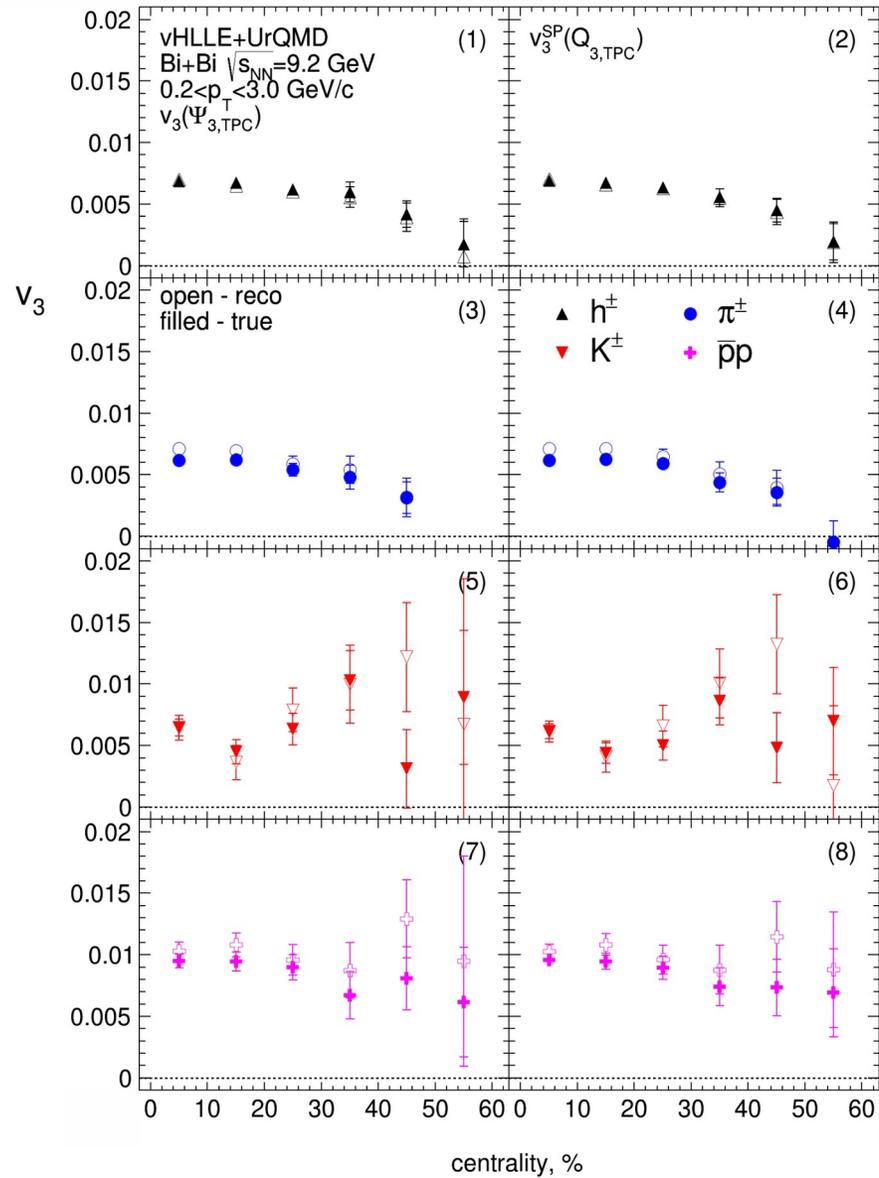 vHLLE+UrQMD
Bi+Bi √s_NN=9.2 GeV
0.2<p_T<3.0 GeV/c
v_3(Ψ_3,TPC)
(1)
v_3^SP(Q_3,TPC)
(2)
0.02
0.015
0.01
0.005
0
v_3
open - reco
filled - true
(3)
h±
π±
K±
p̅p
(4)
0.02
0.015
0.01
0.005
0
(5)
(6)
0.02
0.015
0.01
0.005
0
(7)
(8)
0.02
0.015
0.01
0.005
0
0 10 20 30 40 50 60 0 10 20 30 40 50 60
centrality, %